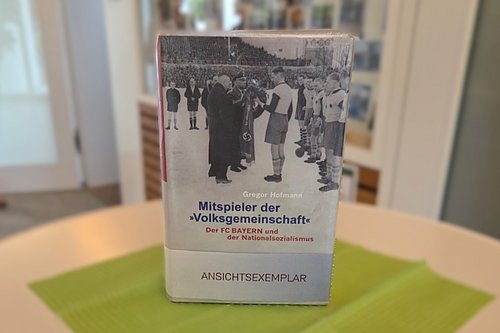 Gregor Hofmann
Mitspieler der
»Volksgemeinschaft«
Der FC BAYERN und
der Nationalsozialismus
ANSICHTSEXEMPLAR